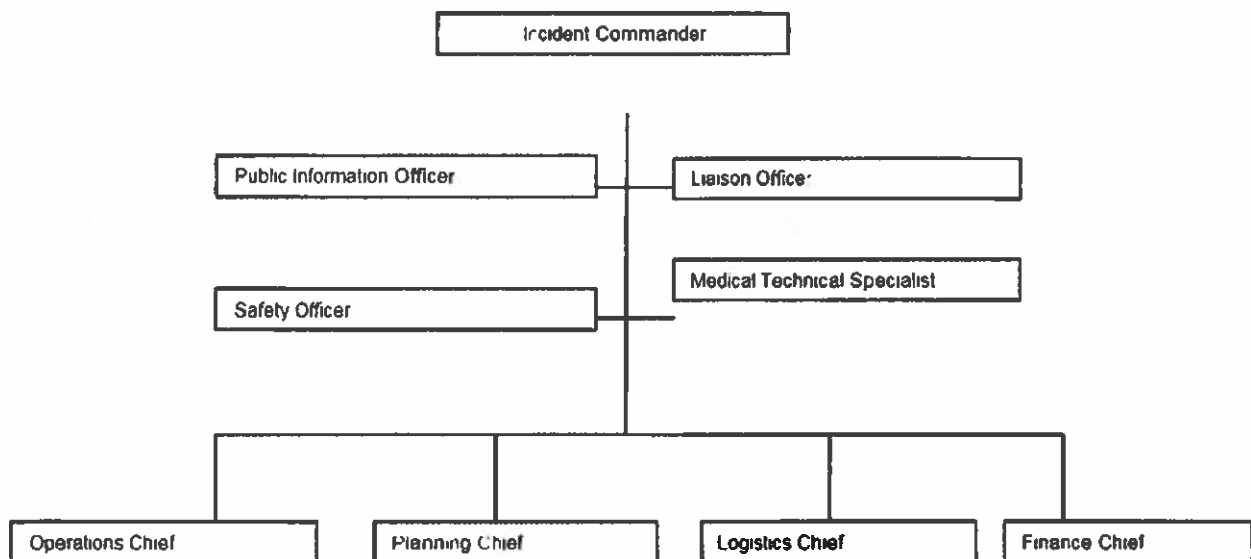 Incident Commander
Public Information Officer
Liaison Officer
Medical Technical Specialist
Safety Officer
Operations Chief
Planning Chief
Logistics Chief
Finance Chief